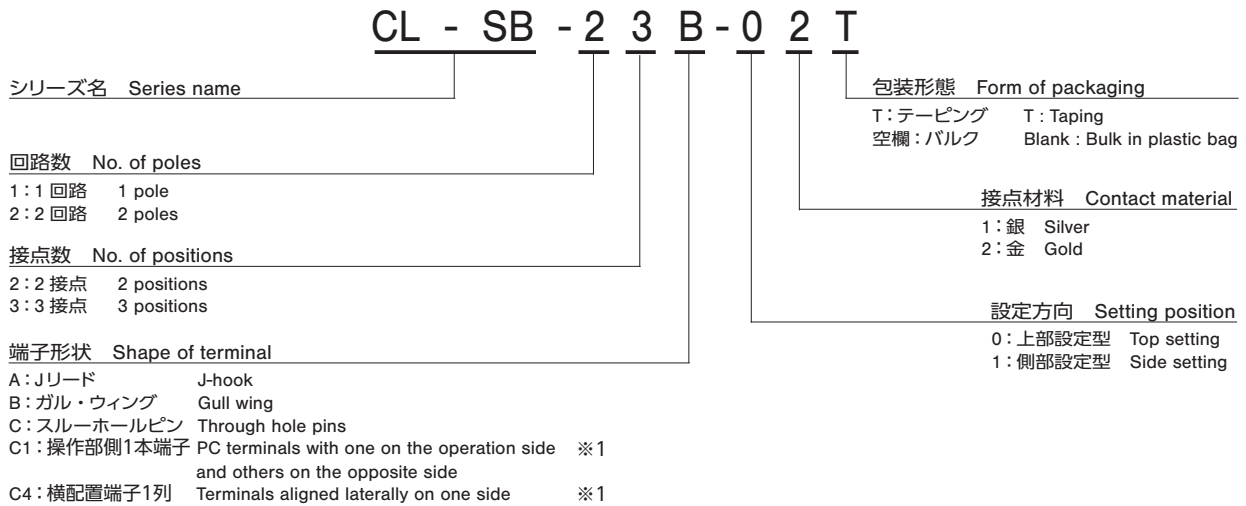 CL - SB - 2 3 B - 0 2 T
シリーズ名 Series name
回路数 No. of poles
1：1 回路 1 pole
2：2 回路 2 poles
接点数 No. of positions
2：2 接点 2 positions
3：3 接点 3 positions
端子形状 Shape of terminal
A：Jリード J-hook
B：ガル・ウィング Gull wing
C：スルーホールピン Through hole pins
C1：操作部側1本端子 PC terminals with one on the operation side ※1
and others on the opposite side
C4：横配置端子1列 Terminals aligned laterally on one side ※1
包装形態 Form of packaging
T：テーピング T : Taping
空欄：バルク Blank : Bulk in plastic bag
接点材料 Contact material
1：銀 Silver
2：金 Gold
設定方向 Setting position
0：上部設定型 Top setting
1：側部設定型 Side setting